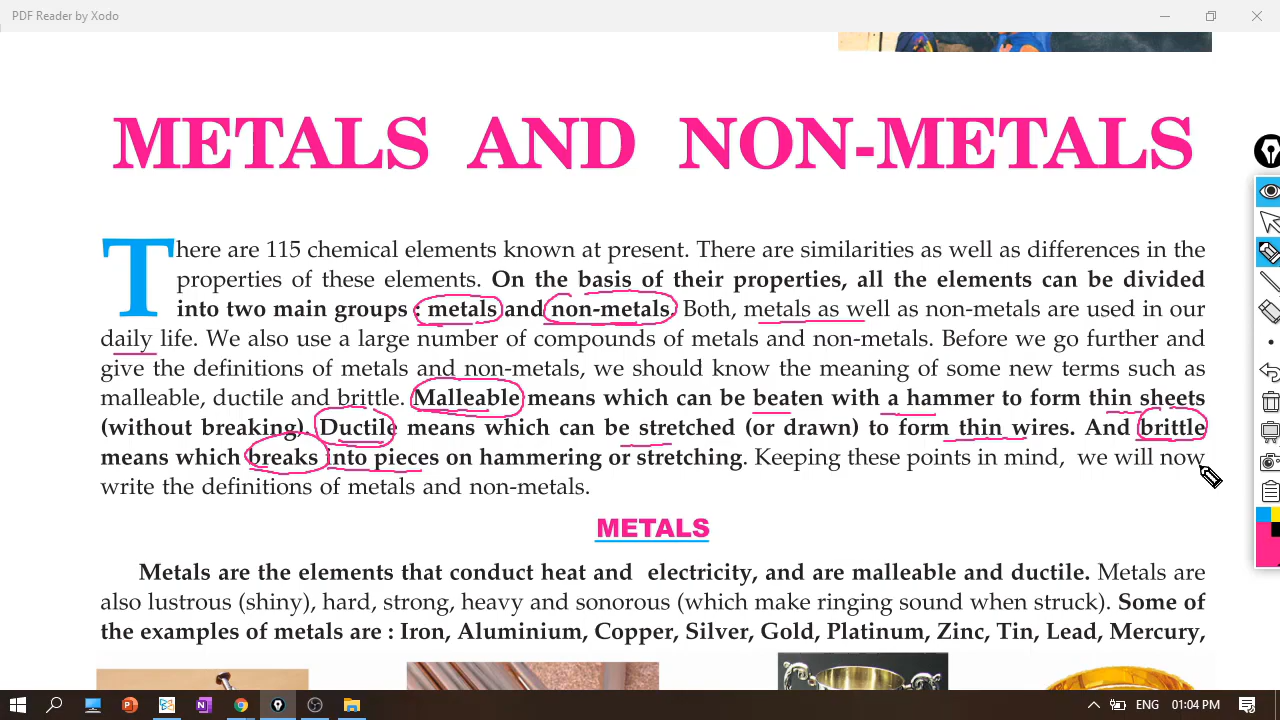 PDF Reader by Xodo
METALS AND NON-METALS
There are 115 chemical elements known at present. There are similarities as well as differences in the
properties of these elements. On the basis of their properties, all the elements can be divided
into two main groups : metals and non-metals. Both, metals as well as non-metals are used in our
daily life. We also use a large number of compounds of metals and non-metals. Before we go further and
give the definitions of metals and non-metals, we should know the meaning of some new terms such as
malleable, ductile and brittle. Malleable means which can be beaten with a hammer to form thin sheets
(without breaking). Ductile means which can be stretched (or drawn) to form thin wires. And brittle
means which breaks into pieces on hammering or stretching. Keeping these points in mind, we will now
write the definitions of metals and non-metals.
METALS
Metals are the elements that conduct heat and electricity, and are malleable and ductile. Metals are
also lustrous (shiny), hard, strong, heavy and sonorous (which make ringing sound when struck). Some of
the examples of metals are : Iron, Aluminium, Copper, Silver, Gold, Platinum, Zinc, Tin, Lead, Mercury,
ENG 01:04 PM